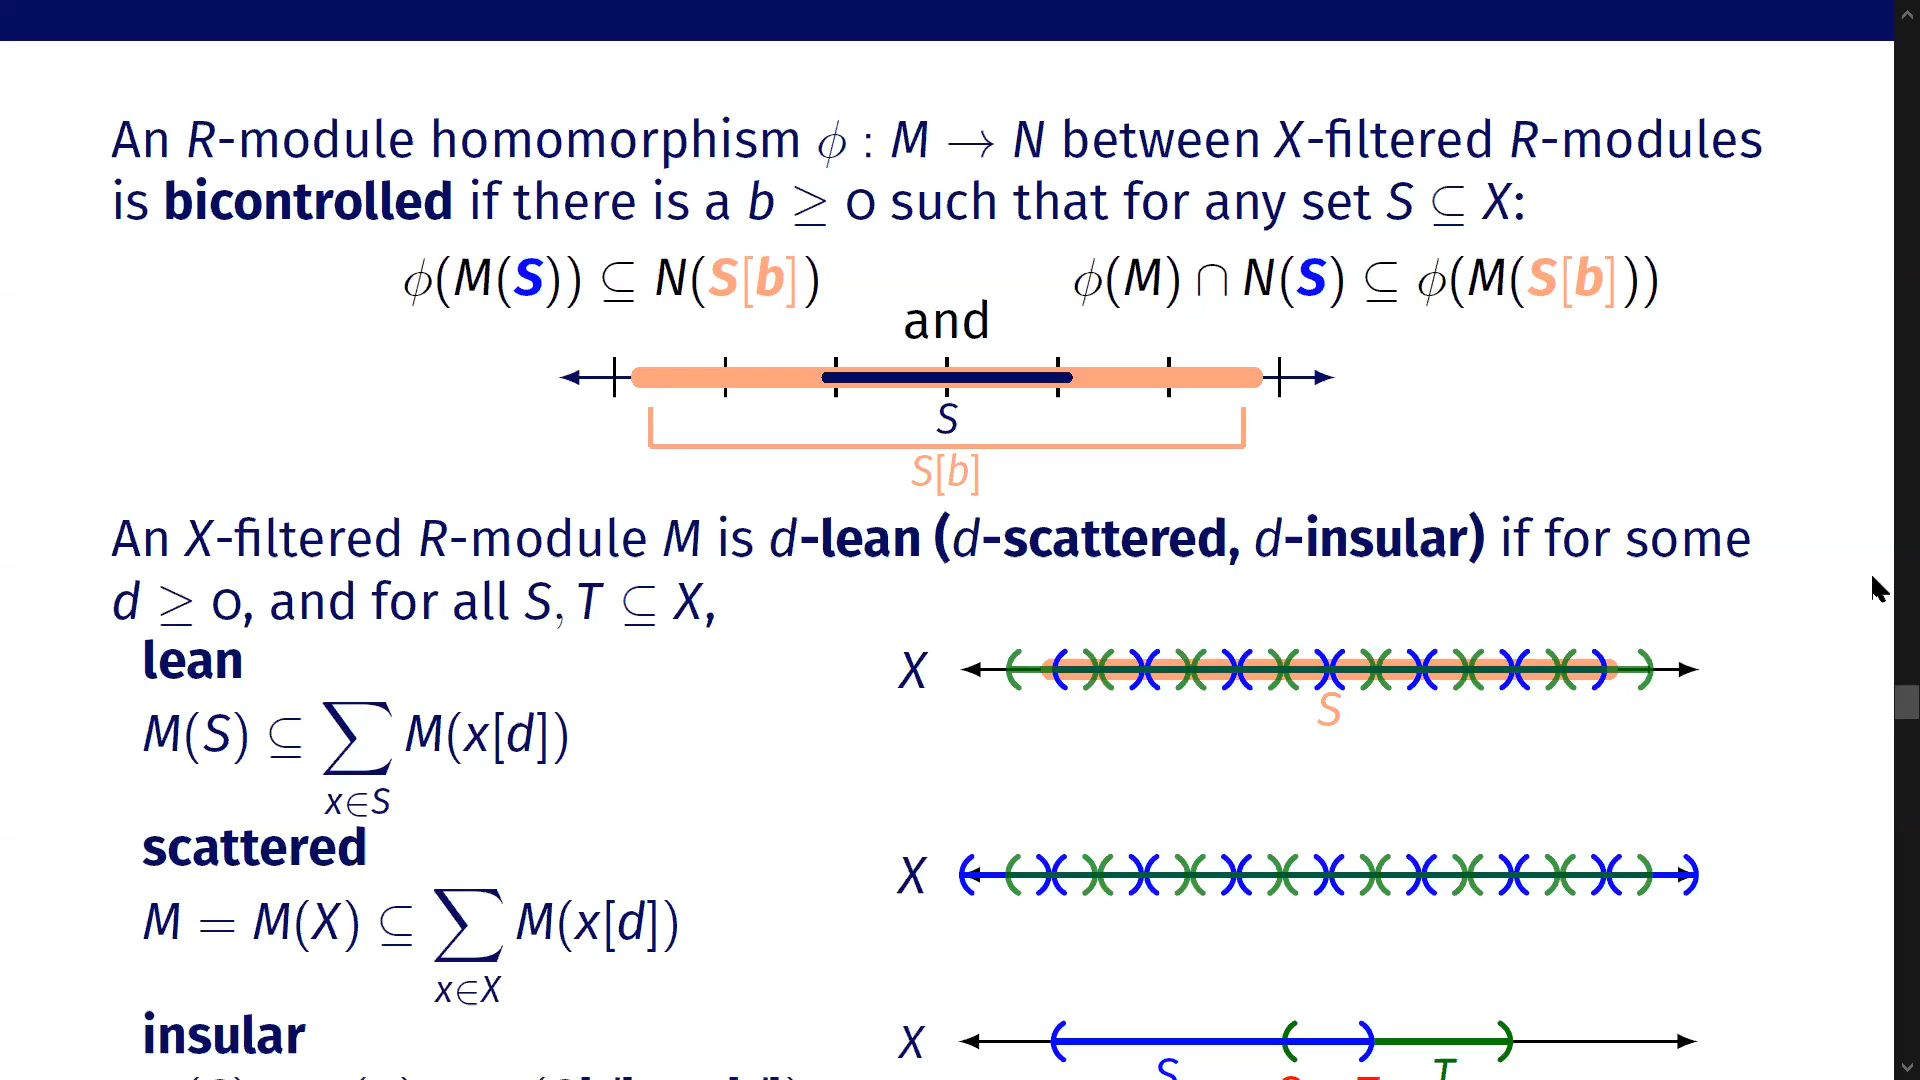 An R-module homomorphism ϕ : M → N between X-filtered R-modules
is bicontrolled if there is a b ≥ 0 such that for any set S ⊆ X:
ϕ(M(S)) ⊆ N(S[b]) and ϕ(M) ∩ N(S) ⊆ ϕ(M(S[b]))
S
S[b]
An X-filtered R-module M is d-lean (d-scattered, d-insular) if for some
d ≥ 0, and for all S, T ⊆ X,
lean
X
S
M(S) ⊆ ∑ M(x[d])
x∈S
scattered
X
M = M(X) ⊆ ∑ M(x[d])
x∈X
insular
X
S T